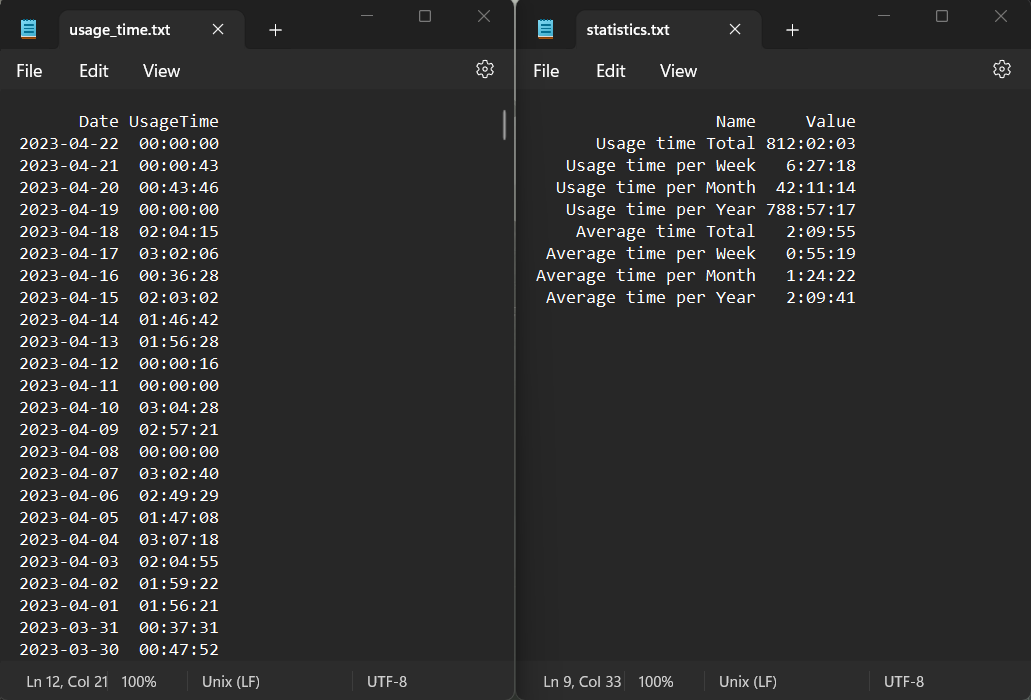 usage_time.txt
File Edit View
Date UsageTime
2023-04-22 00:00:00
2023-04-21 00:00:43
2023-04-20 00:43:46
2023-04-19 00:00:00
2023-04-18 02:04:15
2023-04-17 03:02:06
2023-04-16 00:36:28
2023-04-15 02:03:02
2023-04-14 01:46:42
2023-04-13 01:56:28
2023-04-12 00:00:16
2023-04-11 00:00:00
2023-04-10 03:04:28
2023-04-09 02:57:21
2023-04-08 00:00:00
2023-04-07 03:02:40
2023-04-06 02:49:29
2023-04-05 01:47:08
2023-04-04 03:07:18
2023-04-03 02:04:55
2023-04-02 01:59:22
2023-04-01 01:56:21
2023-03-31 00:37:31
2023-03-30 00:47:52
Ln 12, Col 21 100% Unix (LF) UTF-8
statistics.txt
File Edit View
Name Value
Usage time Total 812:02:03
Usage time per Week 6:27:18
Usage time per Month 42:11:14
Usage time per Year 788:57:17
Average time Total 2:09:55
Average time per Week 0:55:19
Average time per Month 1:24:22
Average time per Year 2:09:41
Ln 9, Col 33 100% Unix (LF) UTF-8